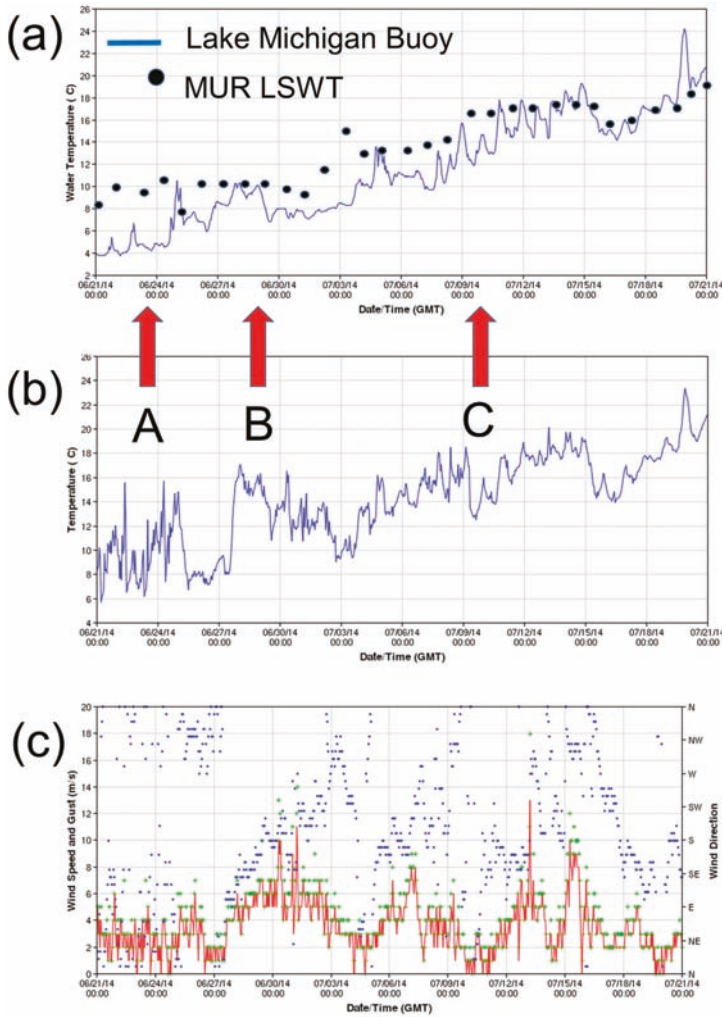 (a)
Lake Michigan Buoy
MUR LSWT
Water Temperature ( C)
26
24
22
20
18
16
14
12
10
8
6
4
2
06/21/14 06/24/14 06/27/14 06/30/14 07/03/14 07/06/14 07/09/14 07/12/14 07/15/14 07/18/14 07/21/14
00:00 00:00 00:00 00:00 00:00 00:00 00:00 00:00 00:00 00:00 00:00
Date/Time (GMT)
(b)
A B C
Temperature ( C)
26
24
22
20
18
16
14
12
10
8
6
4
06/21/14 06/24/14 06/27/14 06/30/14 07/03/14 07/06/14 07/09/14 07/12/14 07/15/14 07/18/14 07/21/14
00:00 00:00 00:00 00:00 00:00 00:00 00:00 00:00 00:00 00:00 00:00
Date/Time (GMT)
(c)
Wind Speed and Gust (m/s)
20
18
16
14
12
10
8
6
4
2
0
N
NW
W
SW
S
SE
E
NE
N
Wind Direction
06/21/14 06/24/14 06/27/14 06/30/14 07/03/14 07/06/14 07/09/14 07/12/14 07/15/14 07/18/14 07/21/14
00:00 00:00 00:00 00:00 00:00 00:00 00:00 00:00 00:00 00:00 00:00
Date/Time (GMT)